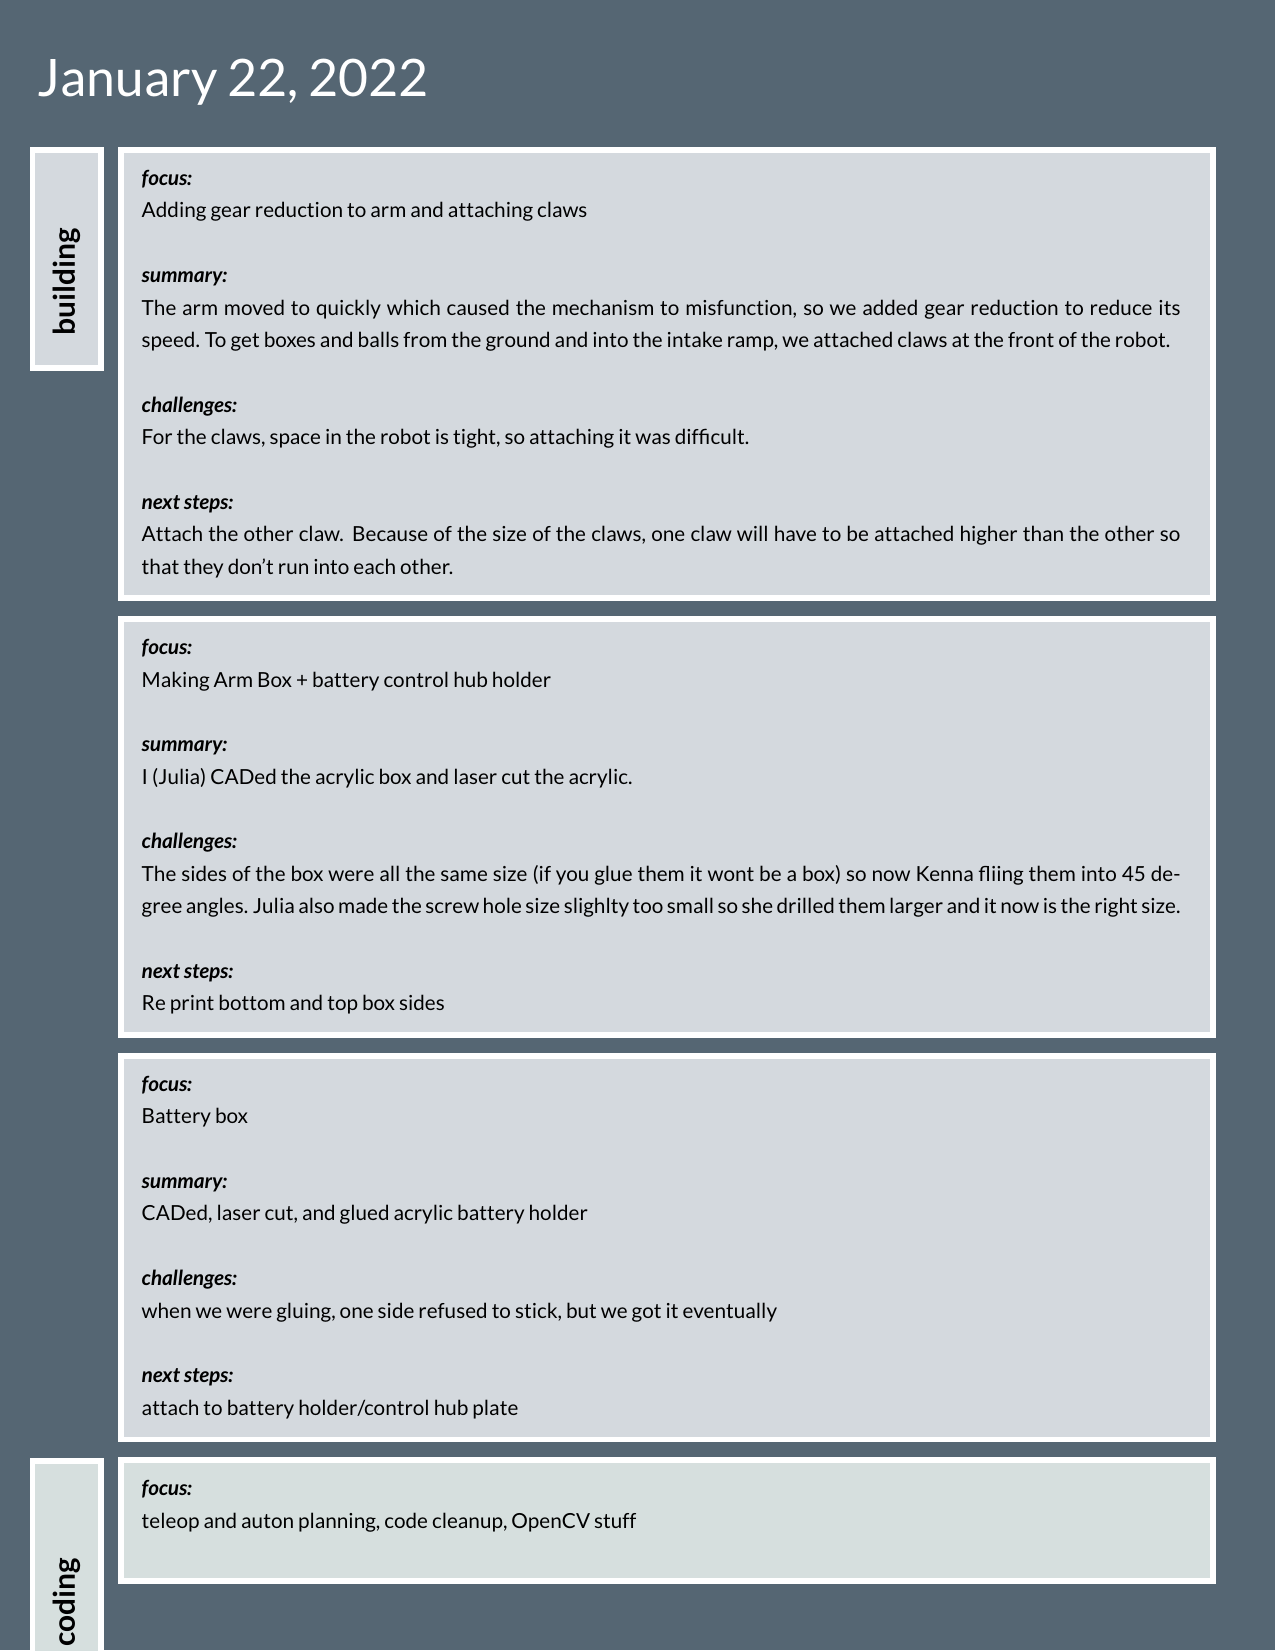 January 22, 2022
building
focus:
Adding gear reduction to arm and attaching claws
summary:
The arm moved to quickly which caused the mechanism to misfunction, so we added gear reduction to reduce its
speed. To get boxes and balls from the ground and into the intake ramp, we attached claws at the front of the robot.
challenges:
For the claws, space in the robot is tight, so attaching it was difficult.
next steps:
Attach the other claw. Because of the size of the claws, one claw will have to be attached higher than the other so
that they don’t run into each other.
focus:
Making Arm Box + battery control hub holder
summary:
I (Julia) CADed the acrylic box and laser cut the acrylic.
challenges:
The sides of the box were all the same size (if you glue them it wont be a box) so now Kenna fliing them into 45 de-
gree angles. Julia also made the screw hole size slighlty too small so she drilled them larger and it now is the right size.
next steps:
Re print bottom and top box sides
focus:
Battery box
summary:
CADed, laser cut, and glued acrylic battery holder
challenges:
when we were gluing, one side refused to stick, but we got it eventually
next steps:
attach to battery holder/control hub plate
coding
focus:
teleop and auton planning, code cleanup, OpenCV stuff